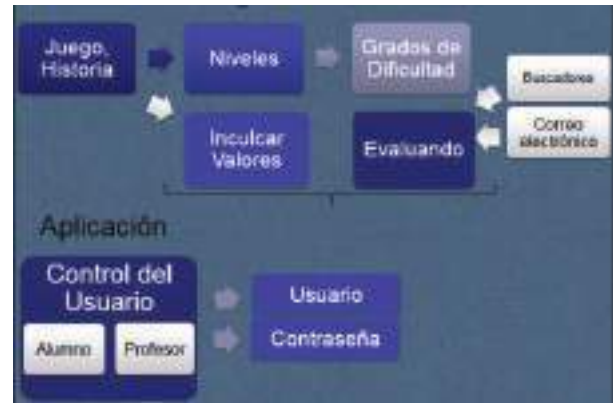 Juego,
Historia
Niveles
Grados de
Dificultad
Buscadores
Inculcar
Valores
Evaluando
Correo
electrónico
Aplicación
Control del
Usuario
Alumno
Profesor
Usuario
Contraseña